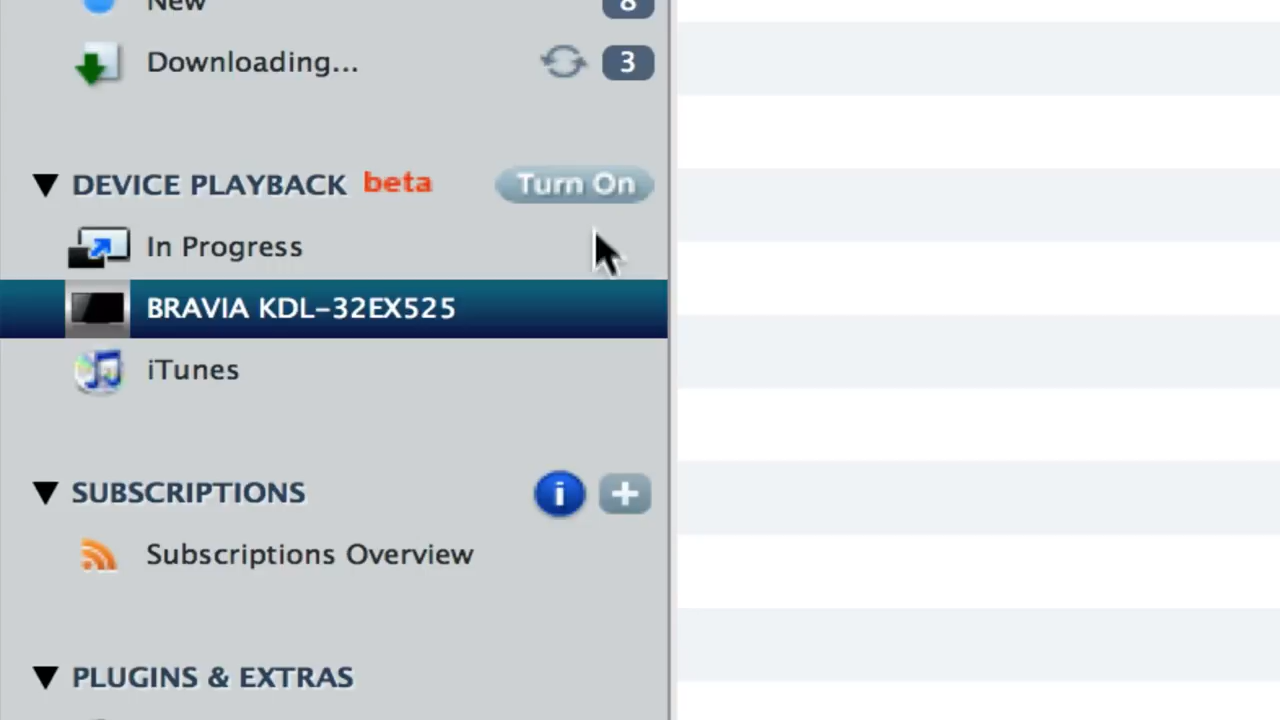 New 8
Downloading... 3
DEVICE PLAYBACK beta Turn On
In Progress
BRAVIA KDL-32EX525
iTunes
SUBSCRIPTIONS i +
Subscriptions Overview
PLUGINS & EXTRAS